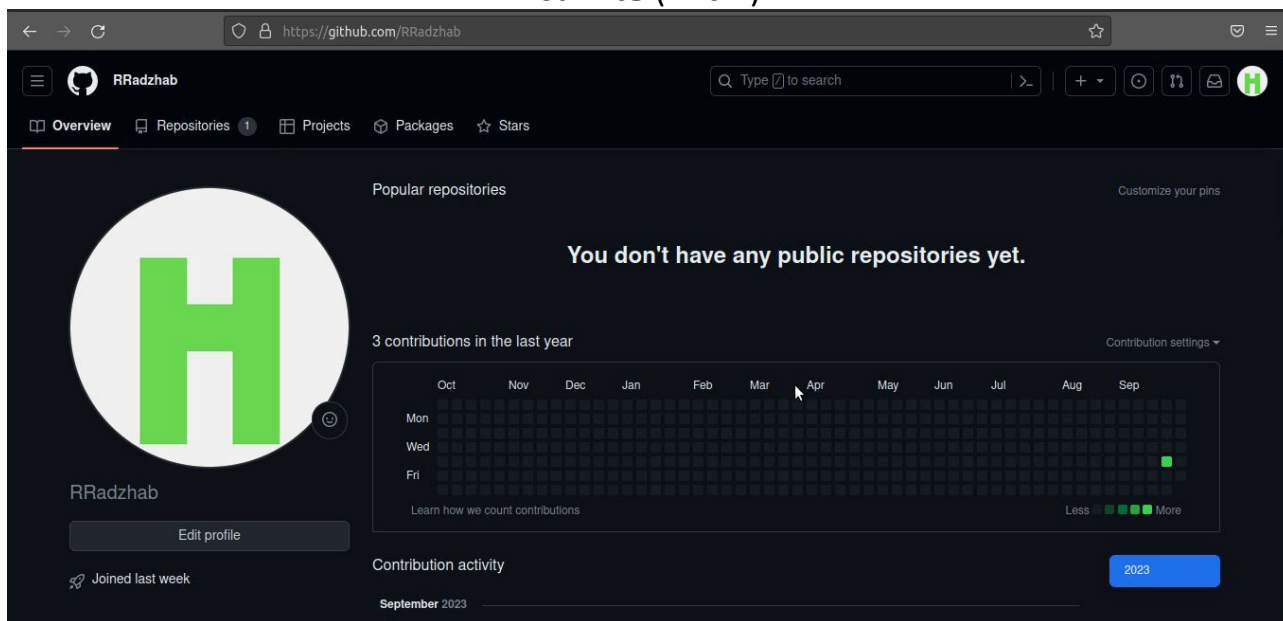 https://github.com/RRadzhab
RRadzhab
Type / to search
Overview
Repositories 1
Projects
Packages
Stars
Popular repositories
Customize your pins
You don't have any public repositories yet.
3 contributions in the last year
Contribution settings
Oct Nov Dec Jan Feb Mar Apr May Jun Jul Aug Sep
Mon
Wed
Fri
Learn how we count contributions
Less More
H
RRadzhab
Edit profile
Joined last week
Contribution activity
2023
September 2023